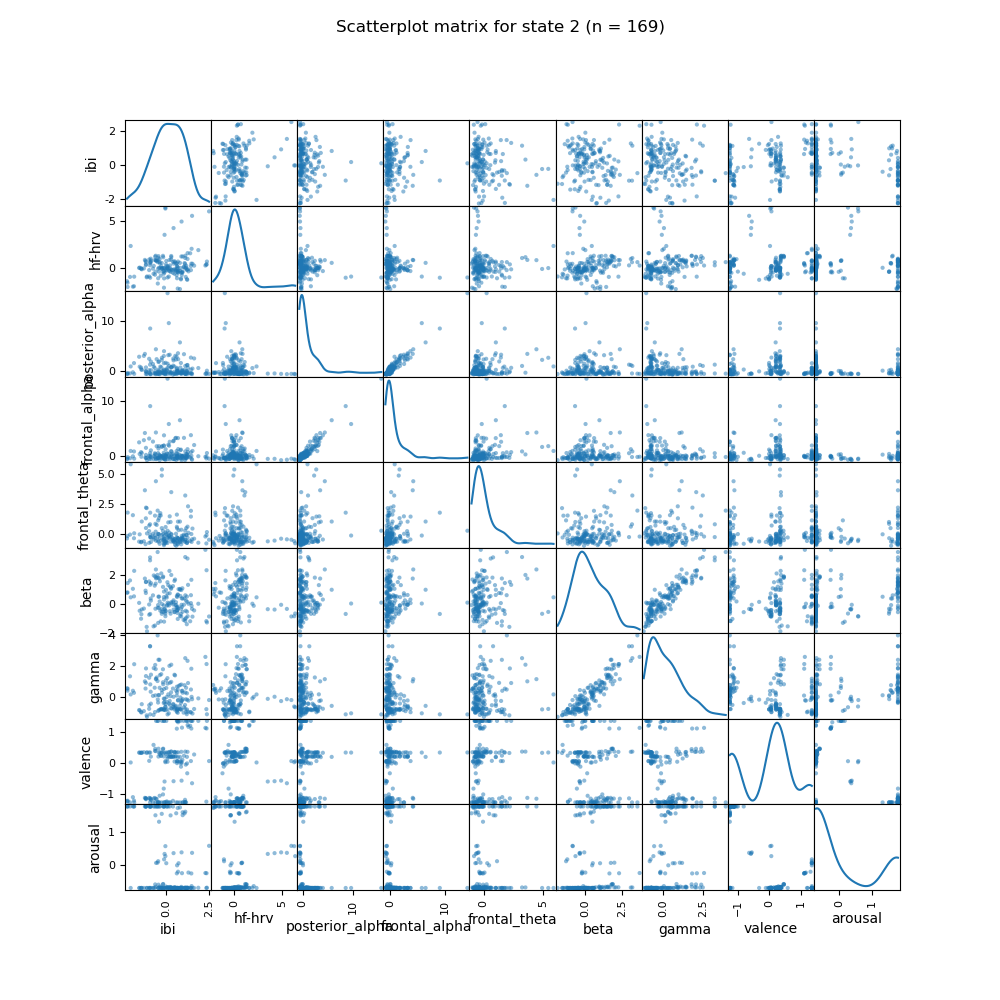 Scatterplot matrix for state 2 (n = 169)
ibi
2
0
-2
hf-hrv
5
0
posterior_alpha
10
0
frontal_alpha
10
0
frontal_theta
5.0
2.5
0.0
beta
2
0
−2
gamma
2
0
valence
1
0
−1
arousal
1
0
0.0 2.5 0 5 0 10 0 10 0 5 0.0 2.5 0.0 2.5 −1 0 1 0 1
ibi hf-hrv posterior_alpha frontal_alpha frontal_theta beta gamma valence arousal